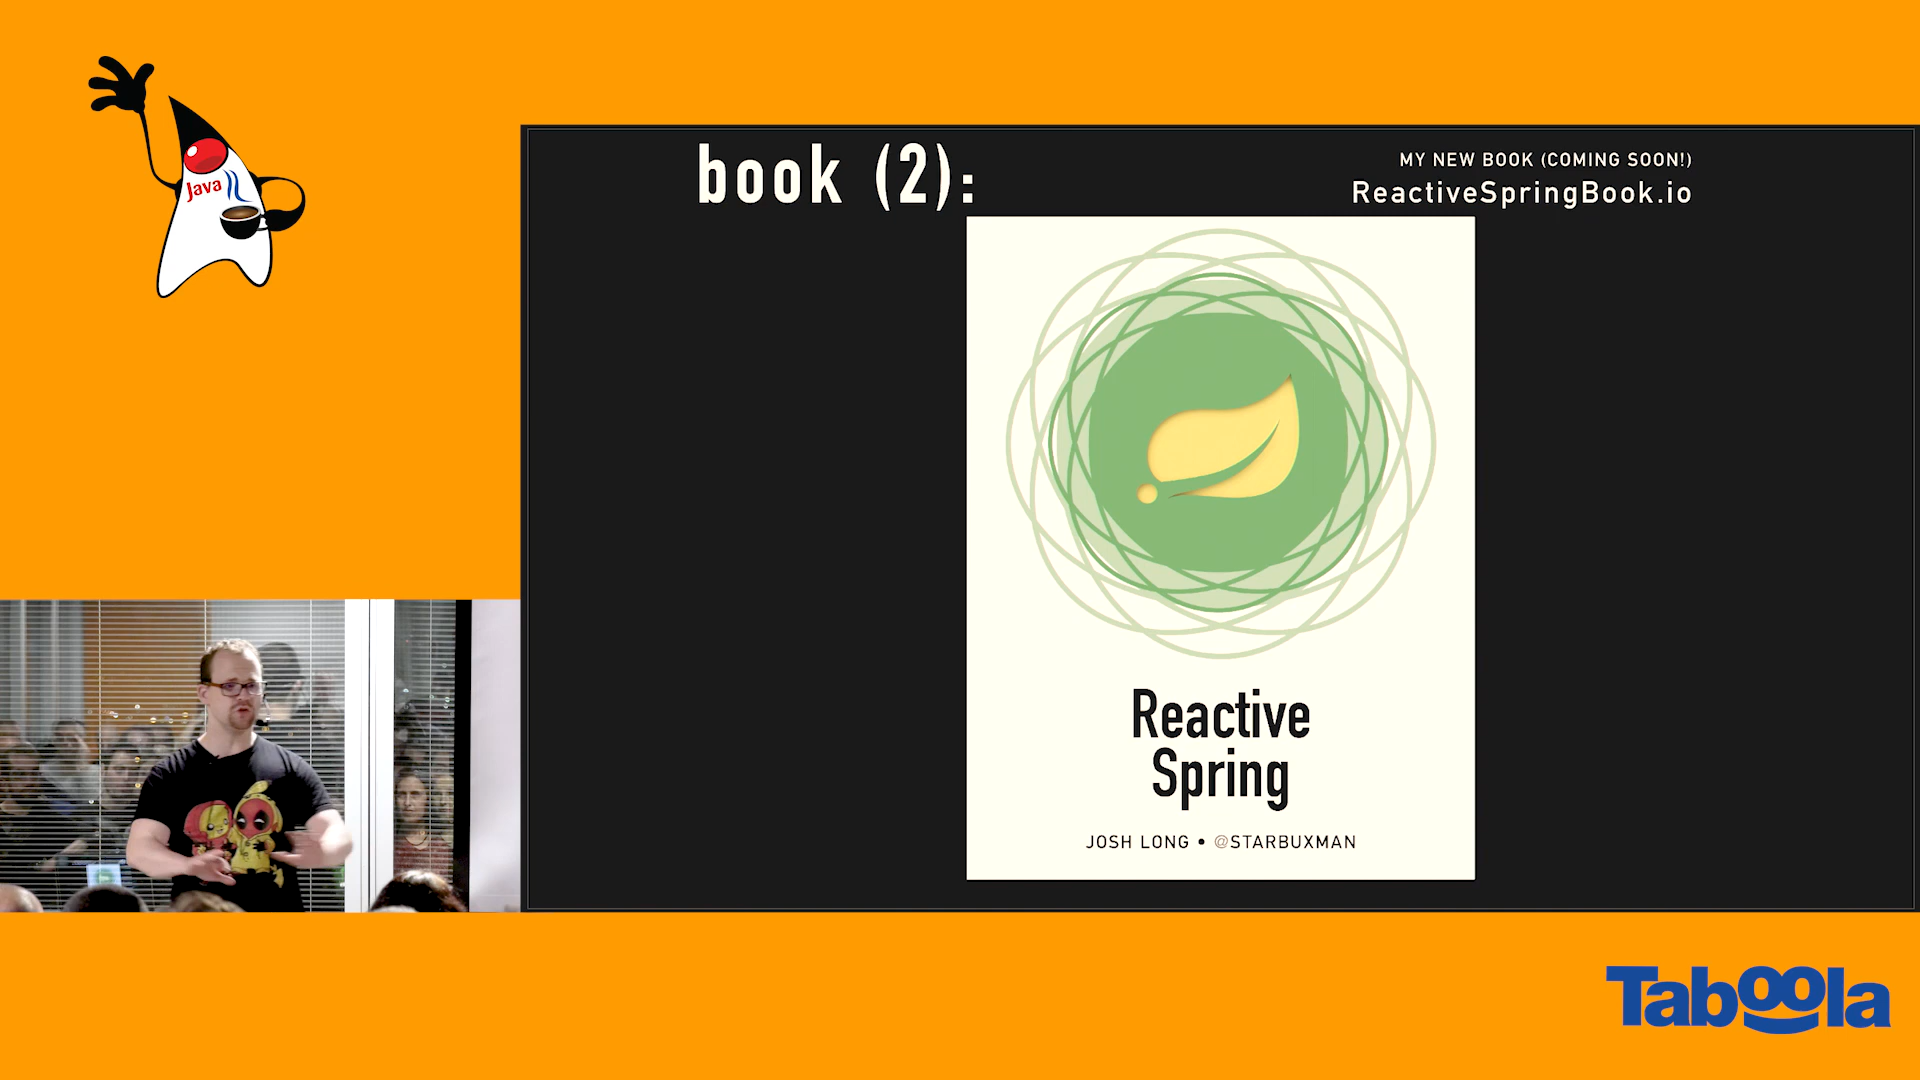 Java
book (2):
MY NEW BOOK (COMING SOON!)
ReactiveSpringBook.io
Reactive
Spring
JOSH LONG • @STARBUXMAN
Taboola